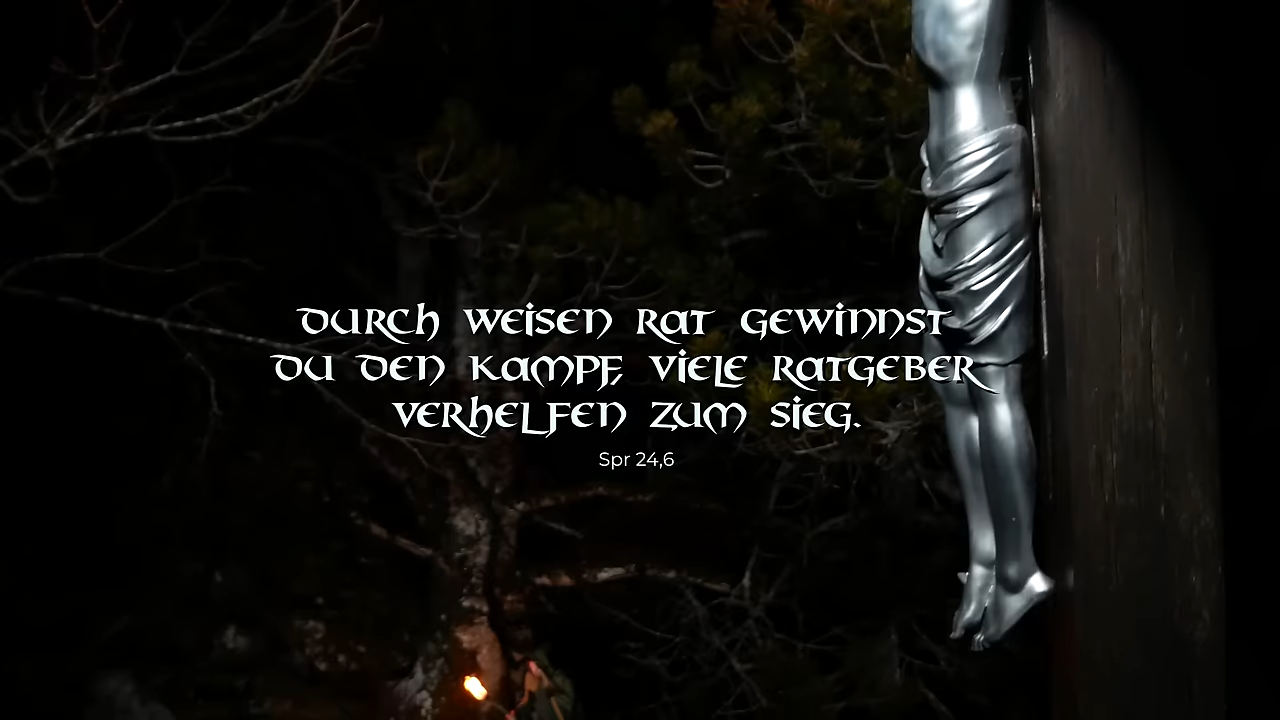 Durch weisen Rat gewinnst
du den Kampf, viele Ratgeber
verhelfen zum Sieg.
Spr 24,6